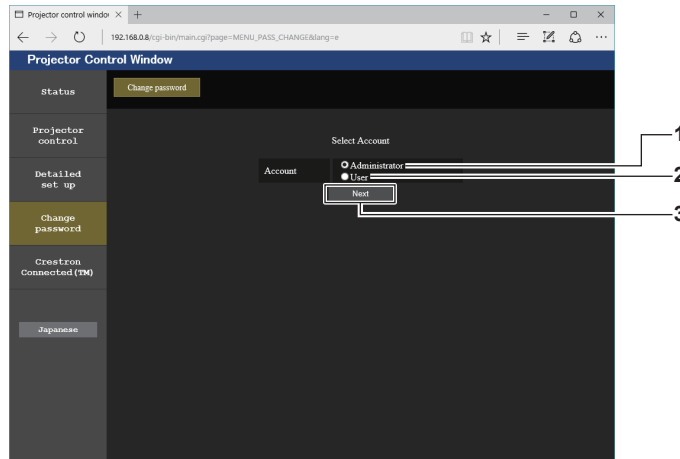 Projector control windo
192.168.0.8/cgi-bin/main.cgi?page=MENU_PASS_CHANGE&lang=e
Projector Control Window
Status
Change password
Projector
control
Select Account
Account
Administrator
1
User
2
Next
3
Detailed
set up
Change
password
Crestron
Connected(TM)
Japanese